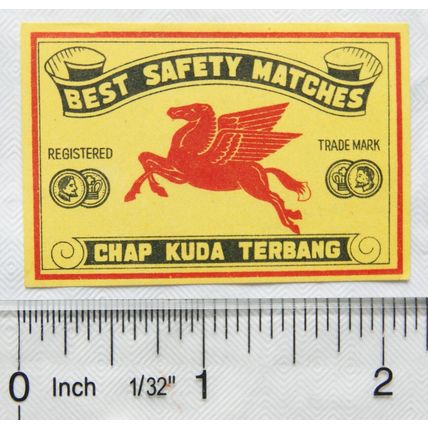 BEST SAFETY MATCHES
REGISTERED
TRADE MARK
CHAP KUDA TERBANG
0 Inch 1/32" 1 2